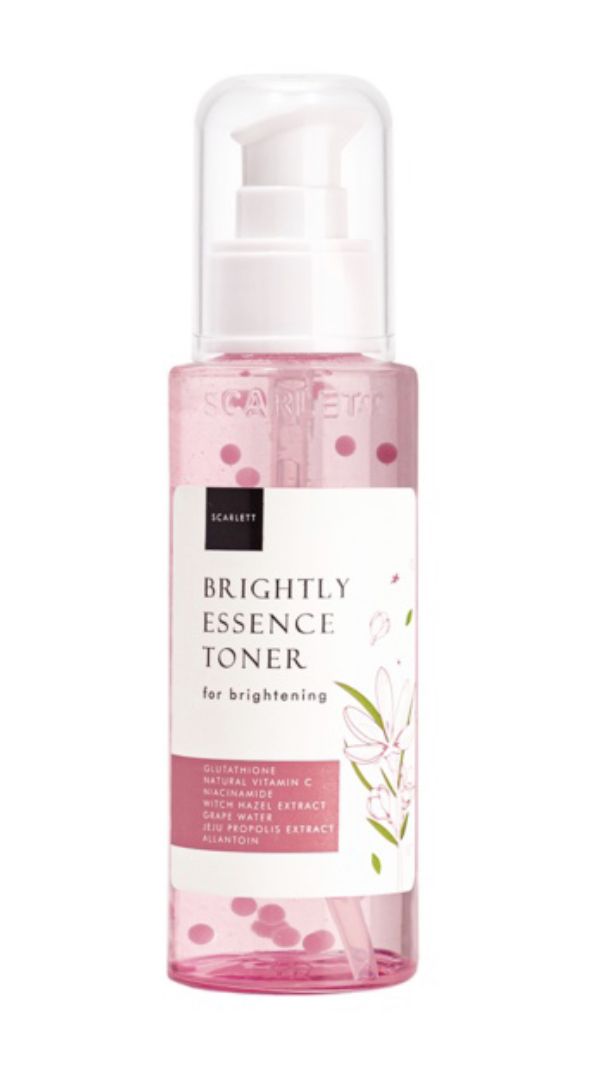 SCARLETT
SCARLETT
BRIGHTLY
ESSENCE
TONER
for brightening
GLUTATHIONE
NATURAL VITAMIN C
NIACINAMIDE
WITCH HAZEL EXTRACT
GRAPE WATER
JEJU PROPOLIS EXTRACT
ALLANTOIN